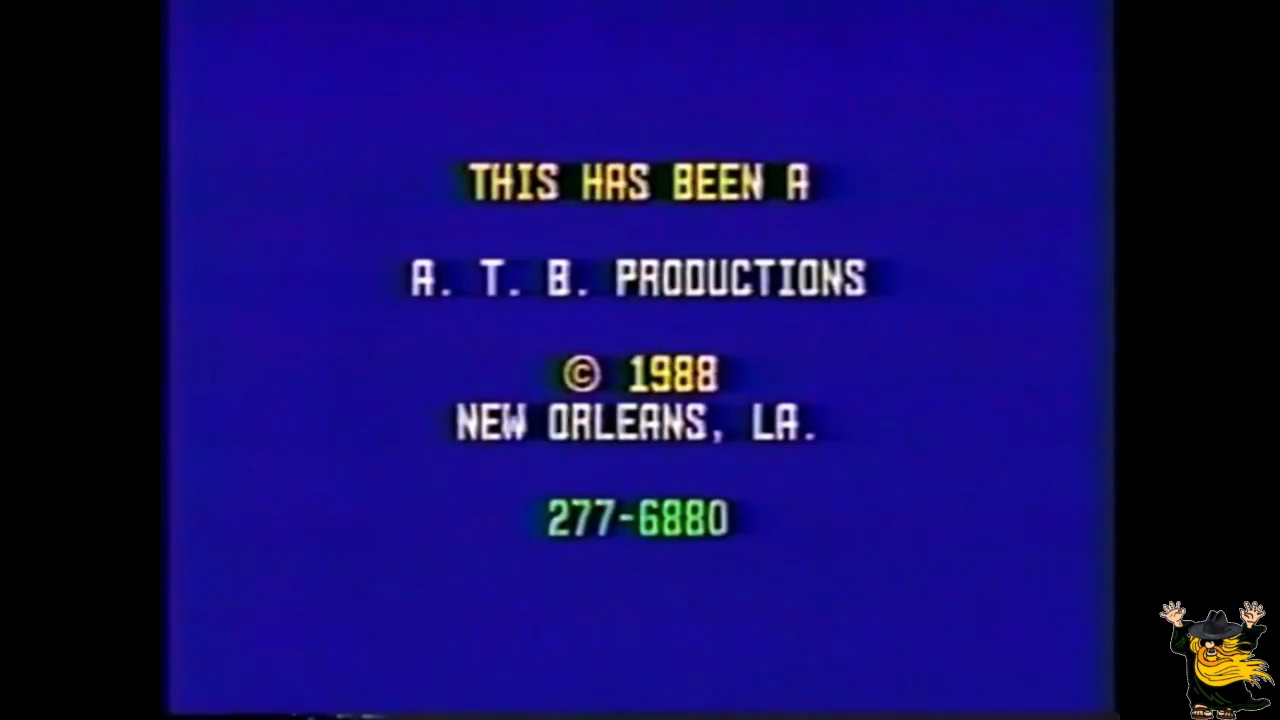 THIS HAS BEEN A
A. T. B. PRODUCTIONS
© 1988
NEW ORLEANS, LA.
277-6880